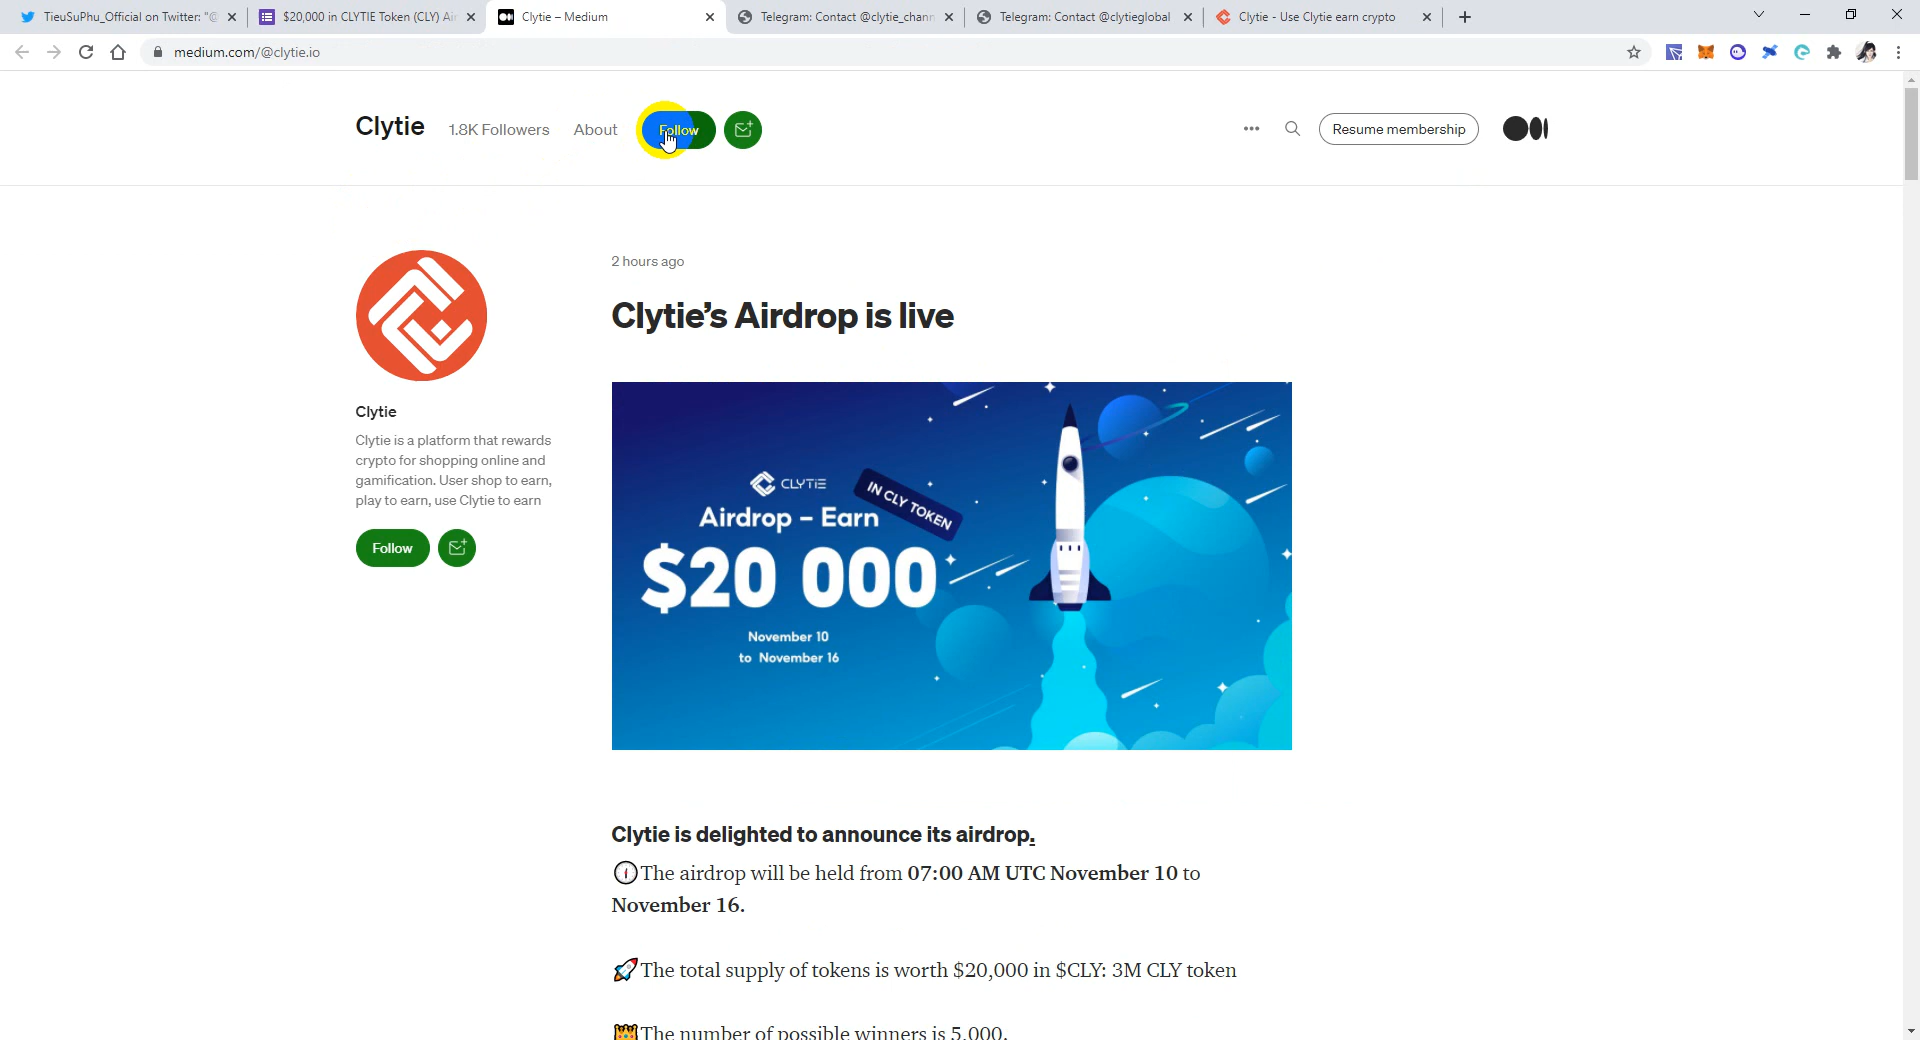 TieuSuPhu_Official on Twitter: "@
$20,000 in CLYTIE Token (CLY) Ai
Clytie – Medium
Telegram: Contact @clytie_chann
Telegram: Contact @clytieglobal
Clytie - Use Clytie earn crypto
medium.com/@clytie.io
Clytie
1.8K Followers
About
Follow
Resume membership
2 hours ago
Clytie’s Airdrop is live
CLYTIE
IN CLY TOKEN
Airdrop – Earn
$20 000
November 10
to November 16
Clytie
Clytie is a platform that rewards
crypto for shopping online and
gamification. User shop to earn,
play to earn, use Clytie to earn
Follow
Clytie is delighted to announce its airdrop.
The airdrop will be held from 07:00 AM UTC November 10 to
November 16.
The total supply of tokens is worth $20,000 in $CLY: 3M CLY token
The number of possible winners is 5,000.